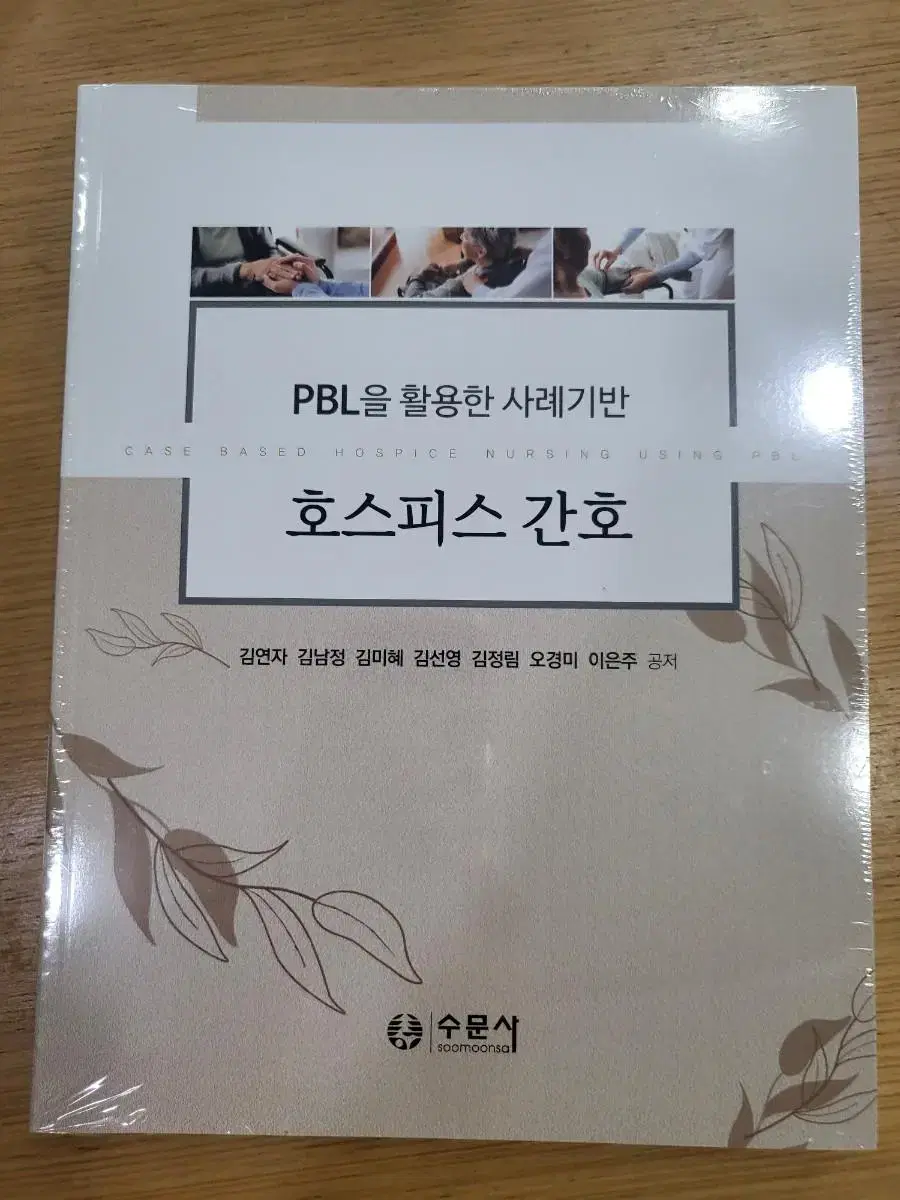 PBL을 활용한 사례기반
CASE BASED HOSPICE NURSING USING PBL
호스피스 간호
김연자 김남정 김미혜 김선영 김정림 오경미 이은주 공저
수문사
soomoonsa